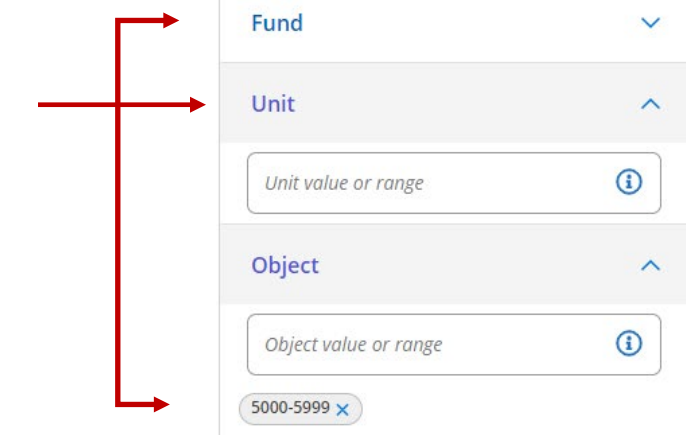 Fund
Unit
Unit value or range
Object
Object value or range
5000-5999 ×